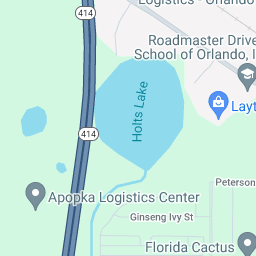 Logistics - Orlando
414
Roadmaster Drive
School of Orlando, I
Holts Lake
Layt
414
Peterson
Apopka Logistics Center
Ginseng Ivy St
Florida Cactus